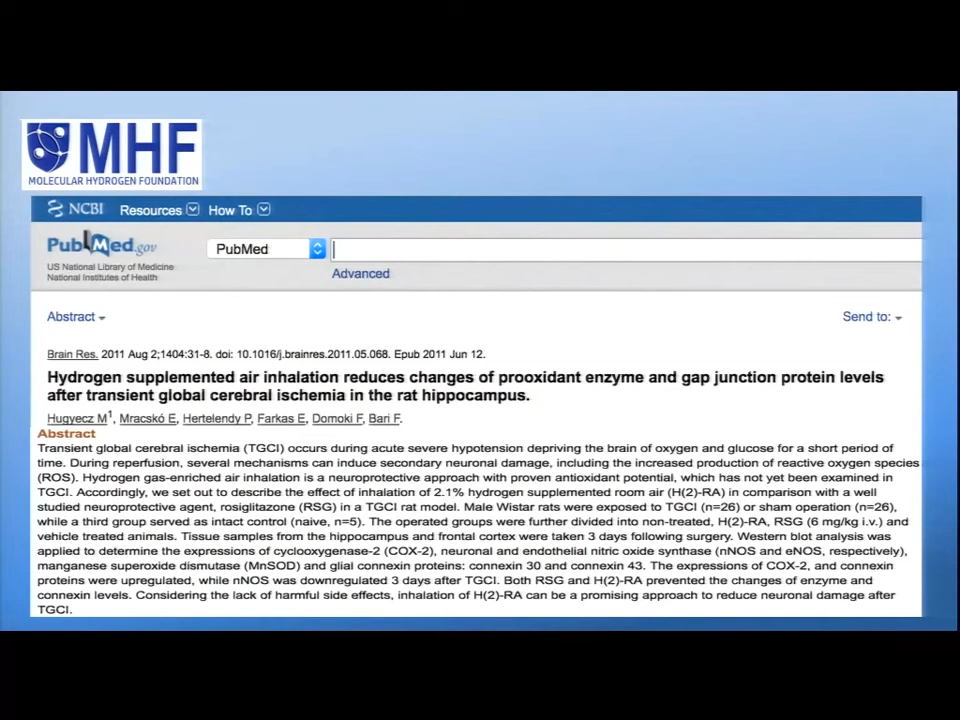 MHF
MOLECULAR HYDROGEN FOUNDATION
NCBI Resources How To
PubMed.gov
US National Library of Medicine
National Institutes of Health
PubMed
Advanced
Abstract
Send to:
Brain Res. 2011 Aug 2;1404:31-8. doi: 10.1016/j.brainres.2011.05.068. Epub 2011 Jun 12.
Hydrogen supplemented air inhalation reduces changes of prooxidant enzyme and gap junction protein levels
after transient global cerebral ischemia in the rat hippocampus.
Hugyecz M1, Mracskó E, Hertelendy P, Farkas E, Domoki F, Bari F.
Abstract
Transient global cerebral ischemia (TGCI) occurs during acute severe hypotension depriving the brain of oxygen and glucose for a short period of
time. During reperfusion, several mechanisms can induce secondary neuronal damage, including the increased production of reactive oxygen species
(ROS). Hydrogen gas-enriched air inhalation is a neuroprotective approach with proven antioxidant potential, which has not yet been examined in
TGCI. Accordingly, we set out to describe the effect of inhalation of 2.1% hydrogen supplemented room air (H(2)-RA) in comparison with a well
studied neuroprotective agent, rosiglitazone (RSG) in a TGCI rat model. Male Wistar rats were exposed to TGCI (n=26) or sham operation (n=26),
while a third group served as intact control (naive, n=5). The operated groups were further divided into non-treated, H(2)-RA, RSG (6 mg/kg i.v.) and
vehicle treated animals. Tissue samples from the hippocampus and frontal cortex were taken 3 days following surgery. Western blot analysis was
applied to determine the expressions of cyclooxygenase-2 (COX-2), neuronal and endothelial nitric oxide synthase (nNOS and eNOS, respectively),
manganese superoxide dismutase (MnSOD) and glial connexin proteins: connexin 30 and connexin 43. The expressions of COX-2, and connexin
proteins were upregulated, while nNOS was downregulated 3 days after TGCI. Both RSG and H(2)-RA prevented the changes of enzyme and
connexin levels. Considering the lack of harmful side effects, inhalation of H(2)-RA can be a promising approach to reduce neuronal damage after
TGCI.